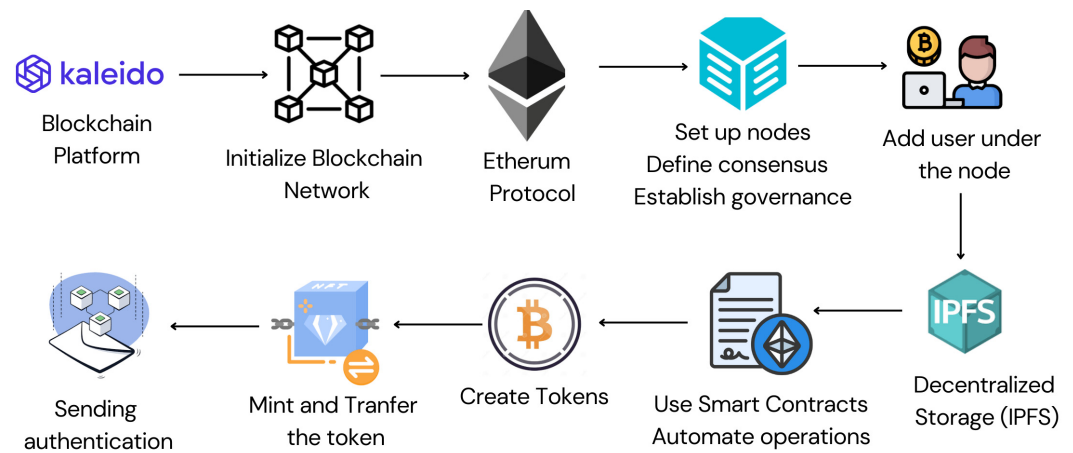 kaleido
Blockchain
Platform
Initialize Blockchain
Network
Etherum
Protocol
Set up nodes
Define consensus
Establish governance
Add user under
the node
IPFS
Decentralized
Storage (IPFS)
Use Smart Contracts
Automate operations
Create Tokens
NFT
Mint and Tranfer
the token
Sending
authentication